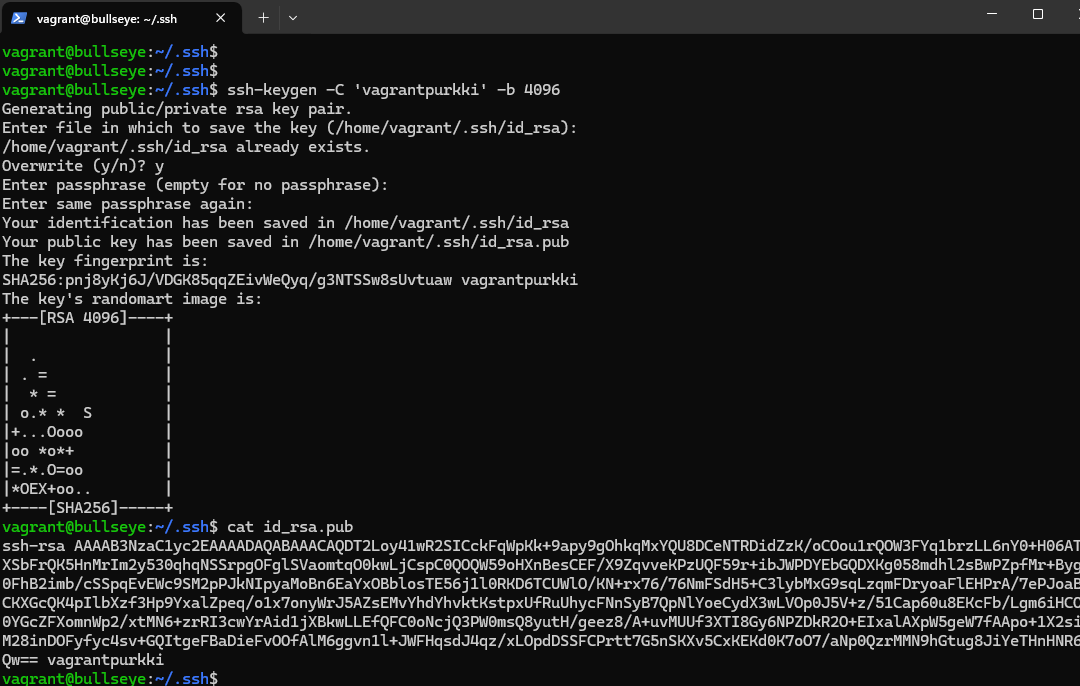 vagrant@bullseye: ~/.ssh
vagrant@bullseye:~/.ssh$
vagrant@bullseye:~/.ssh$
vagrant@bullseye:~/.ssh$ ssh-keygen -C 'vagrantpurkki' -b 4096
Generating public/private rsa key pair.
Enter file in which to save the key (/home/vagrant/.ssh/id_rsa):
/home/vagrant/.ssh/id_rsa already exists.
Overwrite (y/n)? y
Enter passphrase (empty for no passphrase):
Enter same passphrase again:
Your identification has been saved in /home/vagrant/.ssh/id_rsa
Your public key has been saved in /home/vagrant/.ssh/id_rsa.pub
The key fingerprint is:
SHA256:pnj8yKj6J/VDGK85qqZEivWeQyq/g3NTSSw8sUvtuaw vagrantpurkki
The key's randomart image is:
+---[RSA 4096]----+
|                 |
|  .              |
| . =             |
|  * =            |
| o.* *  S        |
|+...Oooo         |
|oo *o*+          |
|=.*.O=oo         |
|*OEX+oo..        |
+----[SHA256]-----+
vagrant@bullseye:~/.ssh$ cat id_rsa.pub
ssh-rsa AAAAB3NzaC1yc2EAAAADAQABAAACAQDT2Loy41wR2SICckFqWpKk+9apy9gOhkqMxYQU8DCeNTRDidZzK/oCOou1rQOW3FYq1brzLL6nY0+H06AT
XSbFrQK5HnMrIm2y530qhqNSSrpgOFglSVaomtqO0kwLjCspC0QOQW59oHXnBesCEF/X9ZqvveKPzUQF59r+ibJWPDYEbGQDXKg058mdhl2sBwPZpfMr+Byg
0FhB2imb/cSSpqEvEWc9SM2pPJkNIpyaMoBn6EaYxOBblosTE56j1l0RKD6TCUWlO/KN+rx76/76NmFSdH5+C3lybMxG9sqLzqmFDryoaFlEHPrA/7ePJoaB
CKXGcQK4pIlbXzf3Hp9YxalZpeq/o1x7onyWrJ5AZsEMvYhdYhvktKstpxUfRuUhycFNnSyB7QpNlYoeCydX3wLVOp0J5V+z/51Cap60u8EKcFb/Lgm6iHCO
0YGcZFXomnWp2/xtMN6+zrRI3cwYrAid1jXBkwLLEfQFC0oNcjQ3PW0msQ8yutH/geez8/A+uvMUUf3XTI8Gy6NPZDkR2O+EIxalAXpW5geW7fAApo+1X2si
M28inDOFyfyc4sv+GQItgeFBaDieFvOOfAlM6ggvn1l+JWFHqsdJ4qz/xLOpdDSSFCPrtt7G5nSKXv5CxKEKd0K7oO7/aNp0QzrMMN9hGtug8JiYeTHnHNR6
Qw== vagrantpurkki
vagrant@bullseye:~/.ssh$